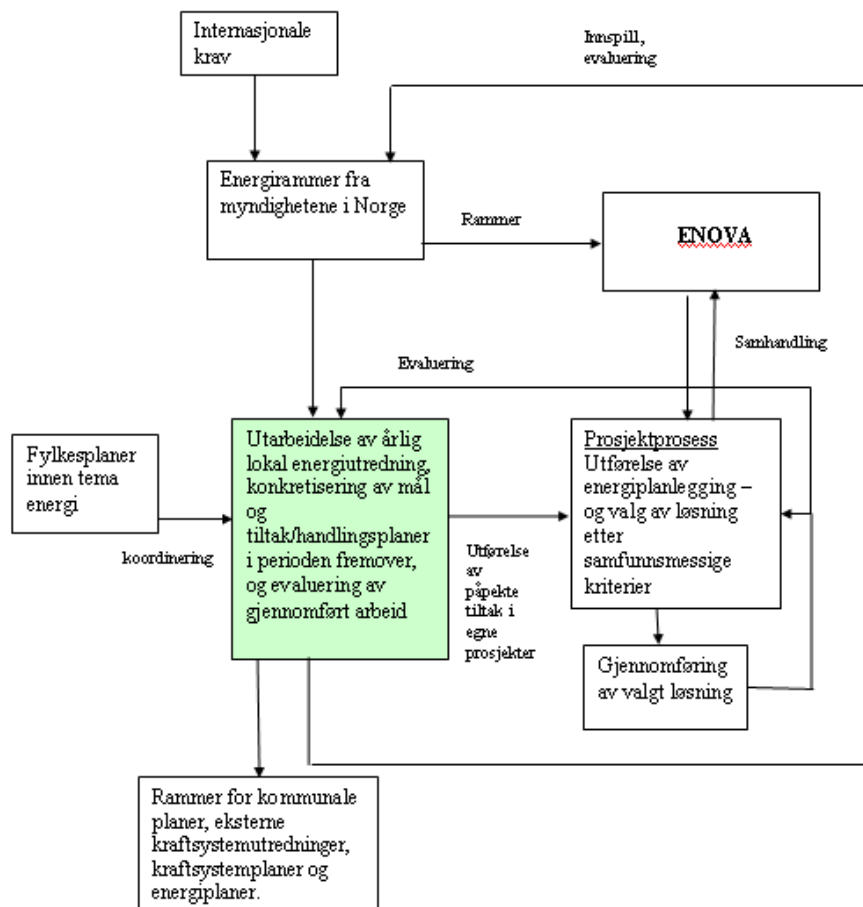 Internasjonale
krav
Innspill,
evaluering
Energirammer fra
myndighetene i Norge
Rammer
ENOVA
Samhandling
Evaluering
Fylkesplaner
innen tema
energi
koordinering
Utarbeidelse av årlig
lokal energiutredning,
konkretisering av mål
og
tiltak/handlingsplaner
i perioden fremover,
og evaluering av
gjennomført arbeid
Utførelse
av
påpekte
tiltak i
egne
prosjekter
Prosjektprosess
Utførelse av
energiplanlegging –
og valg av løsning
etter
samfunnsmessige
kriterier
Gjennomføring
av valgt løsning
Rammer for kommunale
planer, eksterne
kraftsystemutredninger,
kraftsystemplaner og
energiplaner.